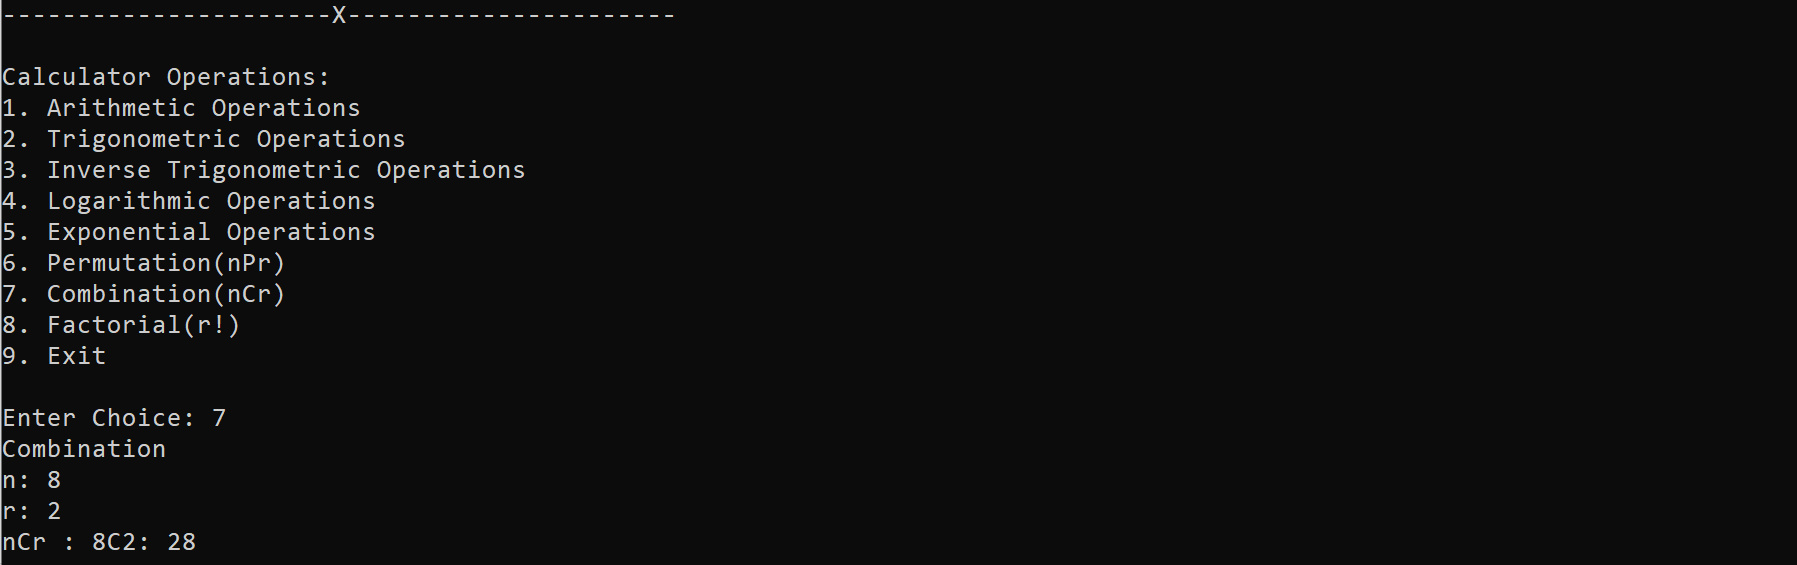 ----------------------X----------------------
Calculator Operations:
1. Arithmetic Operations
2. Trigonometric Operations
3. Inverse Trigonometric Operations
4. Logarithmic Operations
5. Exponential Operations
6. Permutation(nPr)
7. Combination(nCr)
8. Factorial(r!)
9. Exit
Enter Choice: 7
Combination
n: 8
r: 2
nCr : 8C2: 28